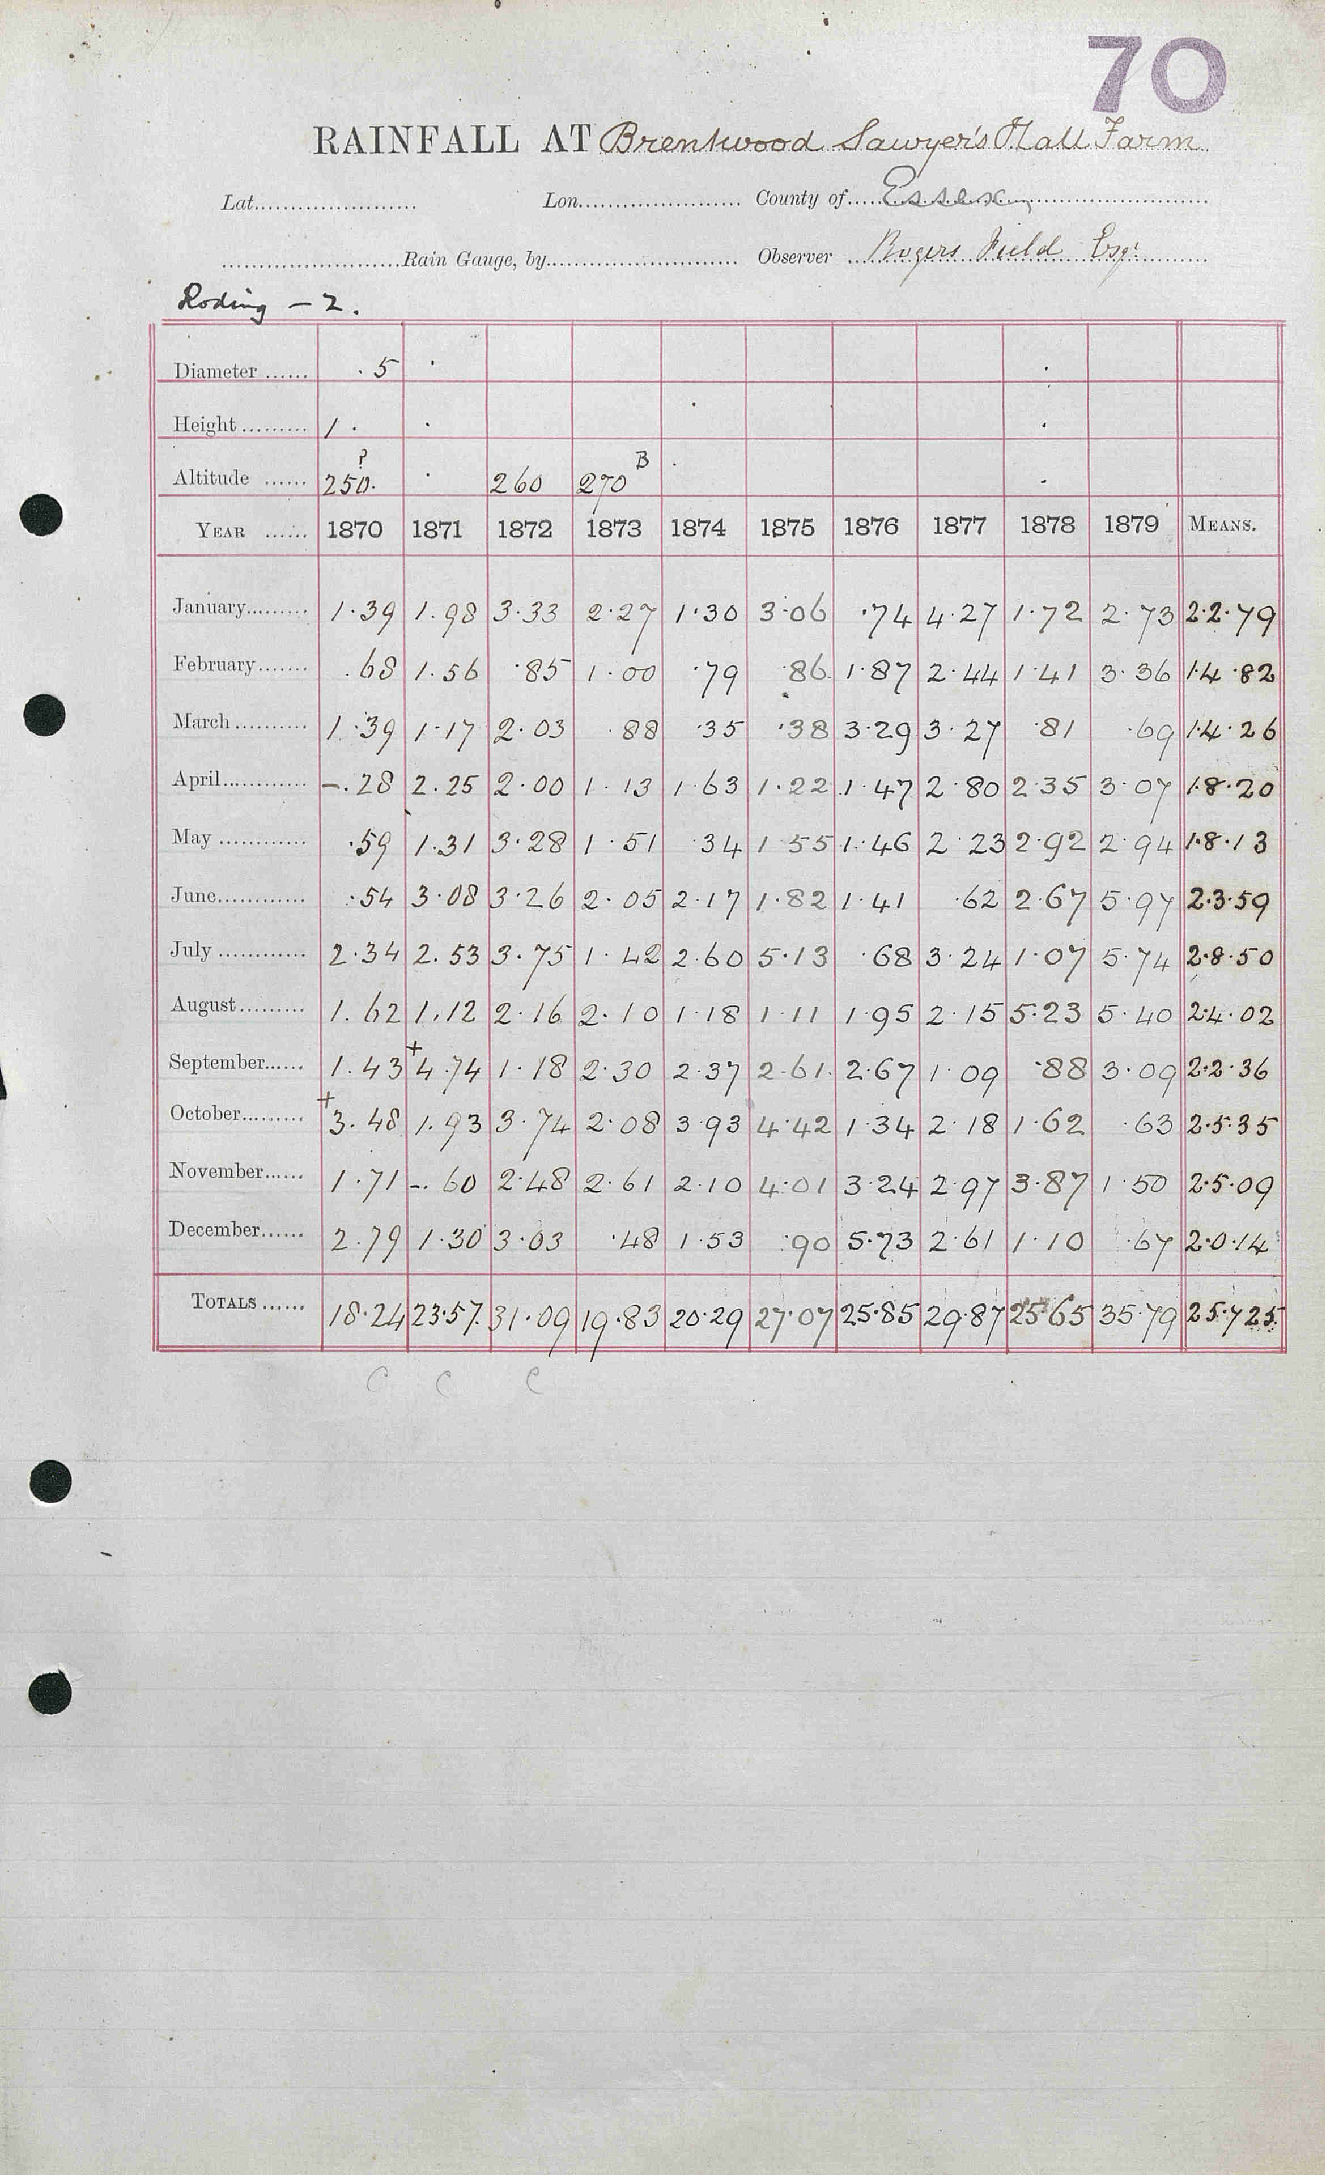 70
RAINFALL AT Brentwood Sawyer's Hall Farm
Lat. Lon. County of Essex
Rain Gauge, by Observer Rogers Field Esqr
Roding - 2.
Diameter ...... .5
Height ......... 1.
Altitude ...... 250. ? 260 270 B
YEAR ...... 1870 1871 1872 1873 1874 1875 1876 1877 1878 1879 MEANS.
January......... 1.39 1.98 3.33 2.27 1.30 3.06 .74 4.27 1.72 2.73 2.2.79
February....... .68 1.56 .85 1.00 .79 .86 1.87 2.44 1.41 3.36 1.4.82
March.......... 1.39 1.17 2.03 .88 .35 .38 3.29 3.27 .81 .69 1.4.26
April............ -.28 2.25 2.00 1.13 1.63 1.22 1.47 2.80 2.35 3.07 1.8.20
May ............ .59 1.31 3.28 1.51 .34 1.55 1.46 2.23 2.92 2.94 1.8.13
June............ .54 3.08 3.26 2.05 2.17 1.82 1.41 .62 2.67 5.97 2.3.59
July ............ 2.34 2.53 3.75 1.42 2.60 5.13 .68 3.24 1.07 5.74 2.8.50
August......... 1.62 1.12 2.16 2.10 1.18 1.11 1.95 2.15 5.23 5.40 2.4.02
September...... 1.43 +4.74 1.18 2.30 2.37 2.61 2.67 1.09 .88 3.09 2.2.36
October......... +3.48 1.93 3.74 2.08 3.93 4.42 1.34 2.18 1.62 .63 2.5.35
November...... 1.71 -.60 2.48 2.61 2.10 4.01 3.24 2.97 3.87 1.50 2.5.09
December...... 2.79 1.30 3.03 .48 1.53 .90 5.73 2.61 1.10 .67 2.0.14
TOTALS ...... 18.24 23.57 31.09 19.83 20.29 27.07 25.85 29.87 25.65 35.79 25.725
C C C